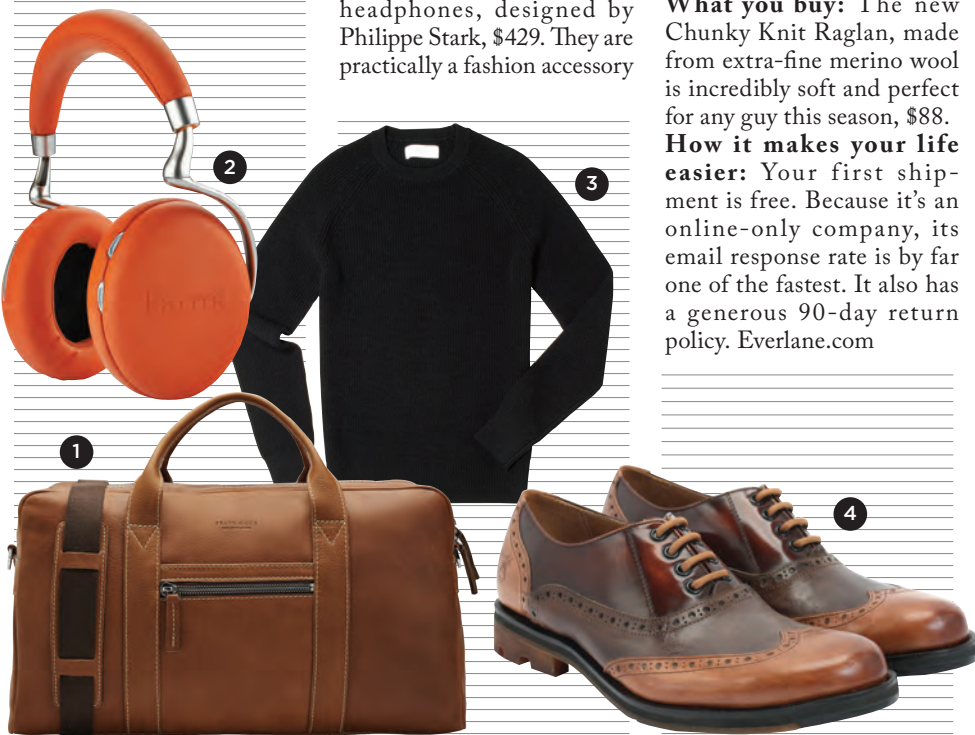 headphones, designed by
Philippe Stark, $429. They are
practically a fashion accessory
What you buy: The new
Chunky Knit Raglan, made
from extra-fine merino wool
is incredibly soft and perfect
for any guy this season, $88.
How it makes your life
easier: Your first ship-
ment is free. Because it's an
online-only company, its
email response rate is by far
one of the fastest. It also has
a generous 90-day return
policy. Everlane.com
2
3
1
4